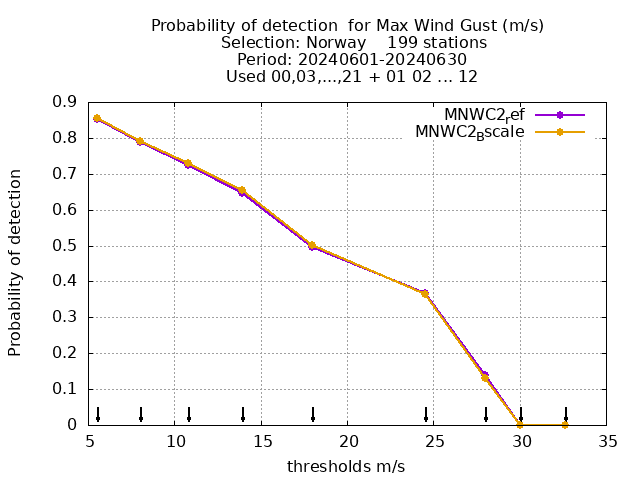 Probability of detection  for Max Wind Gust (m/s)
Selection: Norway    199 stations
Period: 20240601-20240630
Used 00,03,...,21 + 01 02 ... 12
MNWC2ref
MNWC2Bscale
0.9
0.8
0.7
0.6
0.5
0.4
0.3
0.2
0.1
0
Probability of detection
5 10 15 20 25 30 35
thresholds m/s